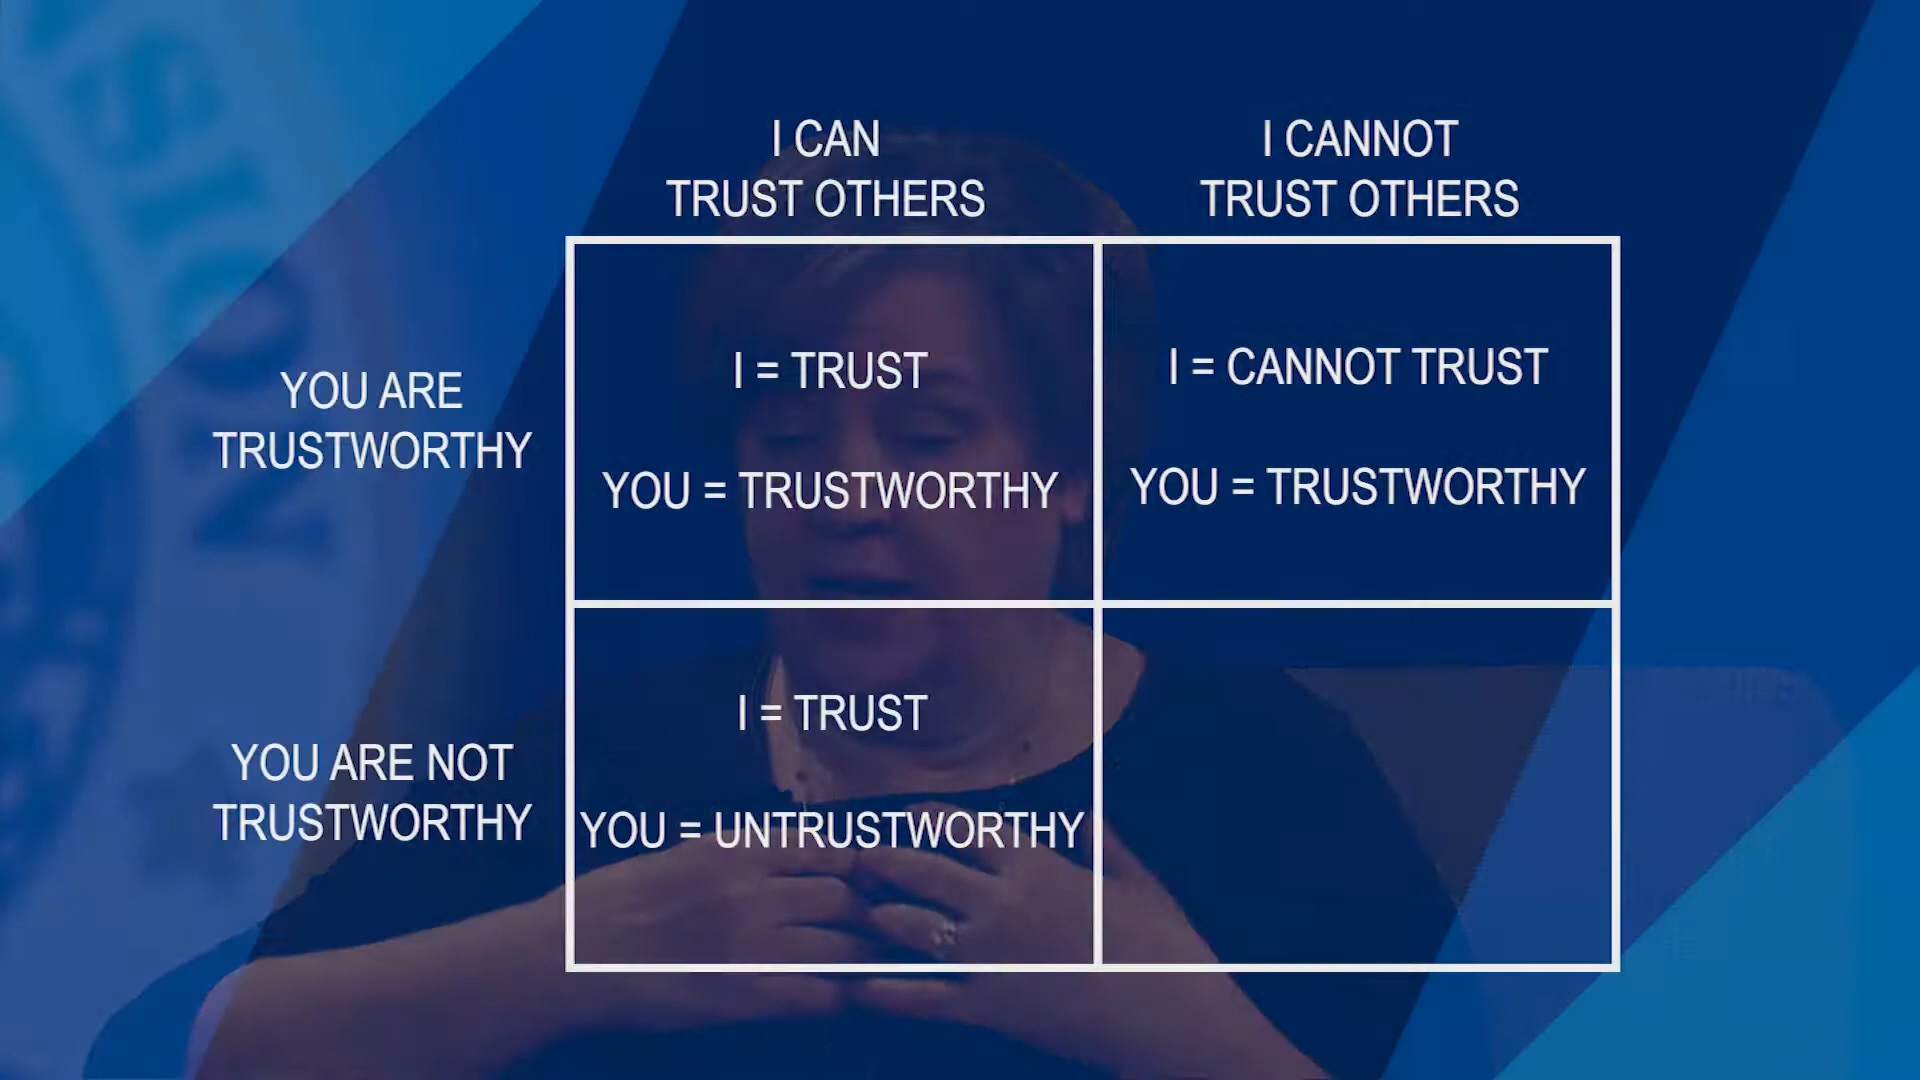 I CAN
TRUST OTHERS
I CANNOT
TRUST OTHERS
YOU ARE
TRUSTWORTHY
I = TRUST
YOU = TRUSTWORTHY
I = CANNOT TRUST
YOU = TRUSTWORTHY
YOU ARE NOT
TRUSTWORTHY
I = TRUST
YOU = UNTRUSTWORTHY